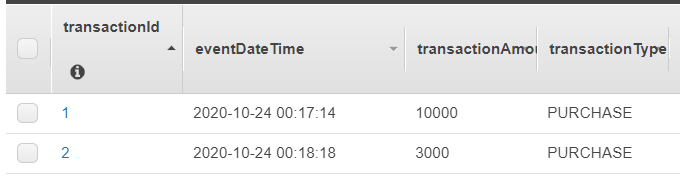 transactionId
eventDateTime transactionAmou transactionType
1 2020-10-24 00:17:14 10000 PURCHASE
2 2020-10-24 00:18:18 3000 PURCHASE